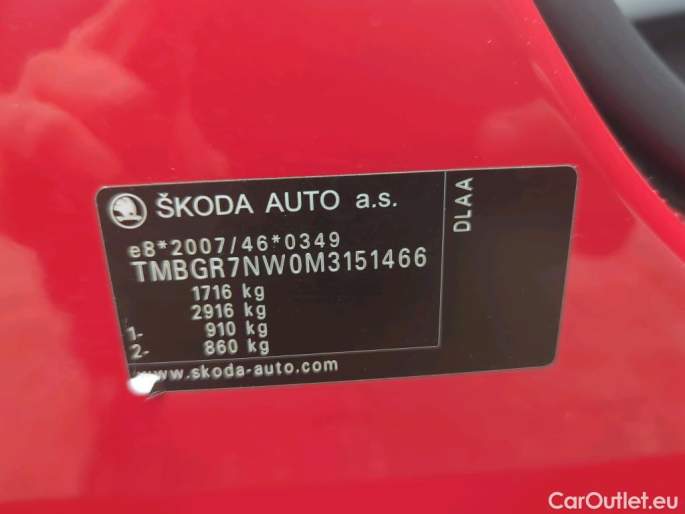 ŠKODA AUTO a.s.
e8*2007/46*0349
TMBGR7NW0M3151466
1716 kg
2916 kg
1- 910 kg
2- 860 kg
www.skoda-auto.com
DLAA
CarOutlet.eu